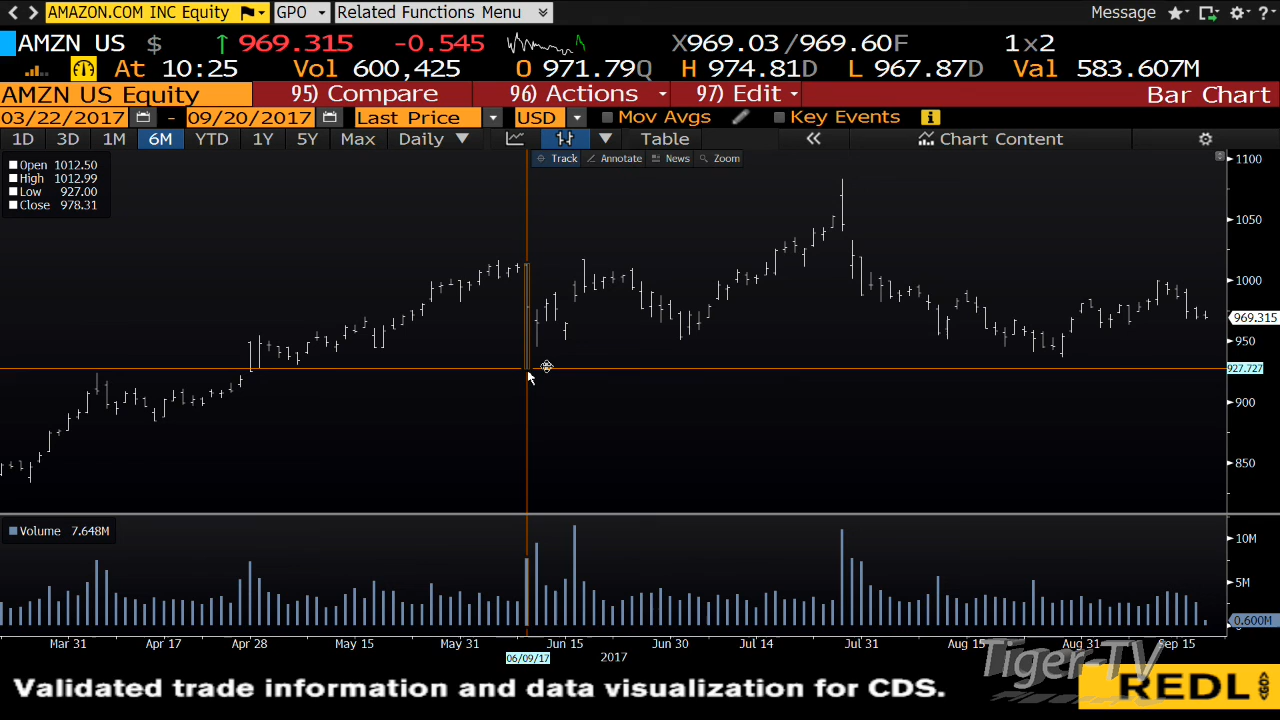 AMAZON.COM INC Equity GPO Related Functions Menu Message ?
AMZN US $ 969.315 -0.545 X969.03/969.60F 1x2
At 10:25 Vol 600,425 O 971.79Q H 974.81D L 967.87D Val 583.607M
AMZN US Equity 95) Compare 96) Actions 97) Edit Bar Chart
03/22/2017 - 09/20/2017 Last Price USD Mov Avgs Key Events
1D 3D 1M 6M YTD 1Y 5Y Max Daily Table Chart Content
Track Annotate News Zoom
Open 1012.50
High 1012.99
Low 927.00
Close 978.31
1100
1050
1000
969.315
950
927.727
900
850
Volume 7.648M
10M
5M
0.600M
Mar 31 Apr 17 Apr 28 May 15 May 31 Jun 15 Jun 30 Jul 14 Jul 31 Aug 15 Aug 31 Sep 15
06/09/17 2017
Tiger-TV
Validated trade information and data visualization for CDS. REDL